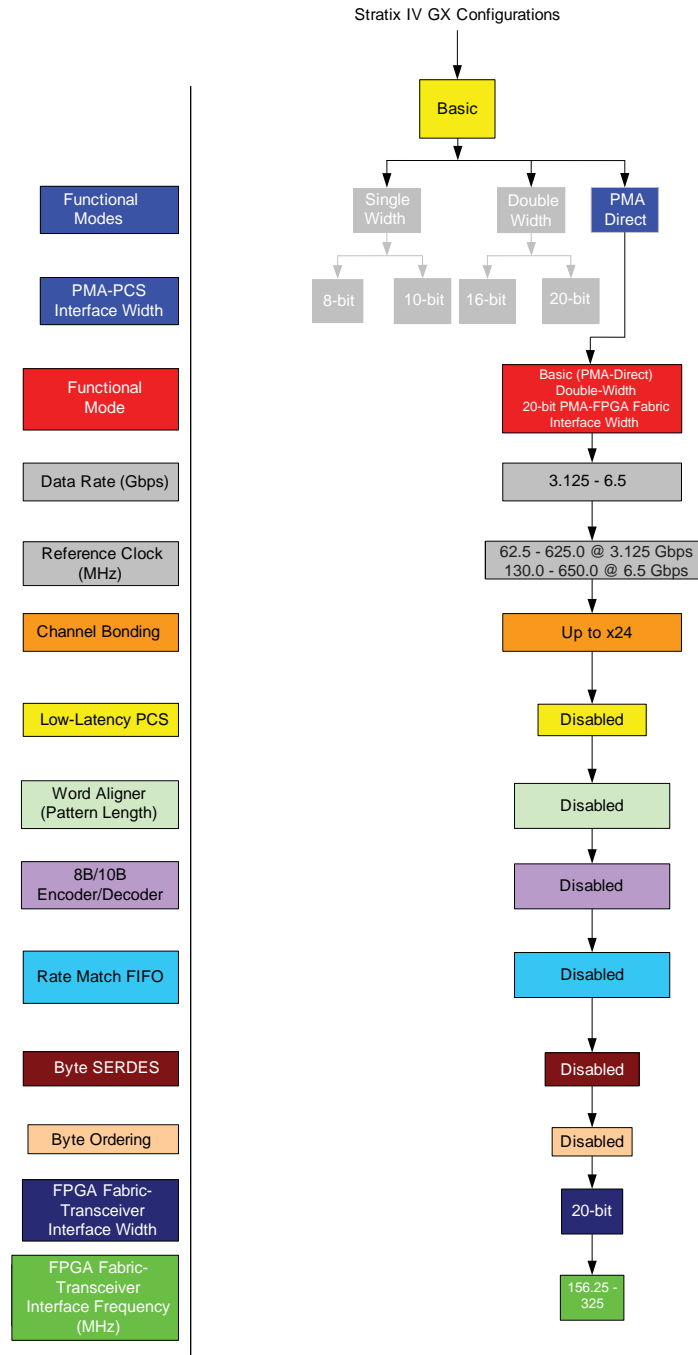 Stratix IV GX Configurations
Basic
Functional
Modes
Single
Width
Double
Width
PMA
Direct
PMA-PCS
Interface Width
8-bit
10-bit
16-bit
20-bit
Functional
Mode
Basic (PMA-Direct)
Double-Width
20-bit PMA-FPGA Fabric
Interface Width
Data Rate (Gbps)
3.125 - 6.5
Reference Clock
(MHz)
62.5 - 625.0 @ 3.125 Gbps
130.0 - 650.0 @ 6.5 Gbps
Channel Bonding
Up to x24
Low-Latency PCS
Disabled
Word Aligner
(Pattern Length)
Disabled
8B/10B
Encoder/Decoder
Disabled
Rate Match FIFO
Disabled
Byte SERDES
Disabled
Byte Ordering
Disabled
FPGA Fabric-
Transceiver
Interface Width
20-bit
FPGA Fabric-
Transceiver
Interface Frequency
(MHz)
156.25 -
325